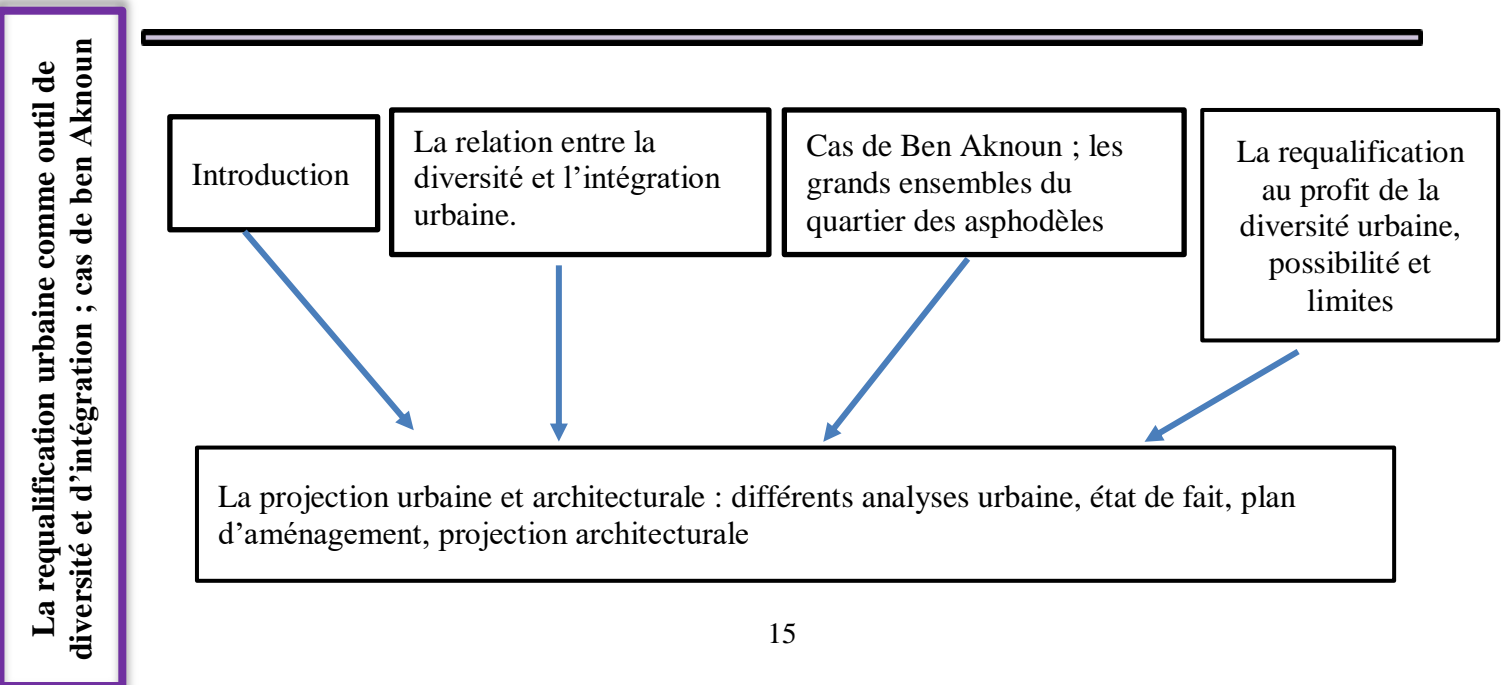 La requalification urbaine comme outil de
diversité et d’intégration ; cas de ben Aknoun
Introduction
La relation entre la
diversité et l’intégration
urbaine.
Cas de Ben Aknoun ; les
grands ensembles du
quartier des asphodèles
La requalification
au profit de la
diversité urbaine,
possibilité et
limites
La projection urbaine et architecturale : différents analyses urbaine, état de fait, plan
d’aménagement, projection architecturale
15